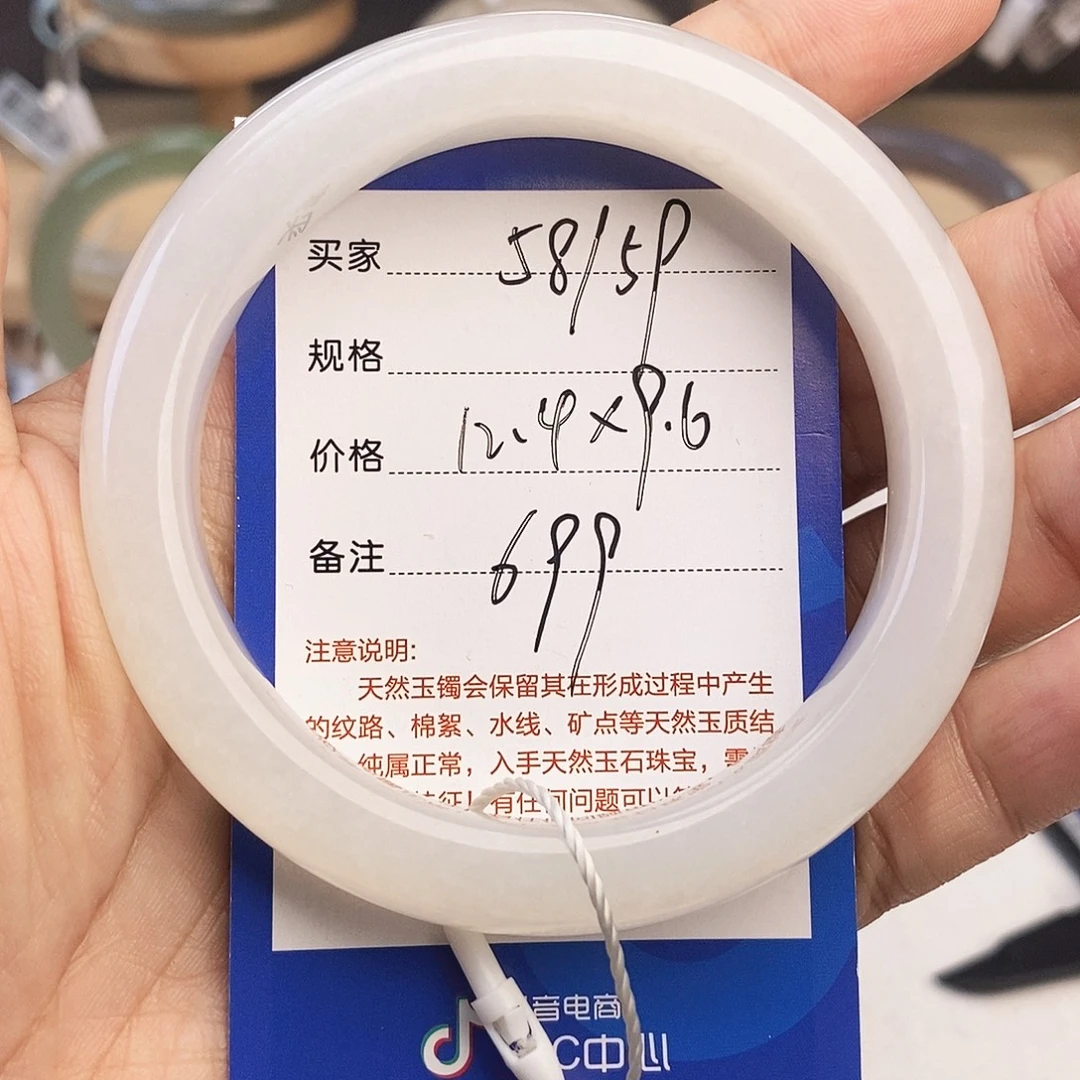 买家 58/59
规格
价格 12.4×9.6
备注 699
注意说明:
天然玉镯会保留其在形成过程中产生
的纹路、棉絮、水线、矿点等天然玉质结
纯属正常，入手天然玉石珠宝，需
征！有任何问题可以
音电商
C中心